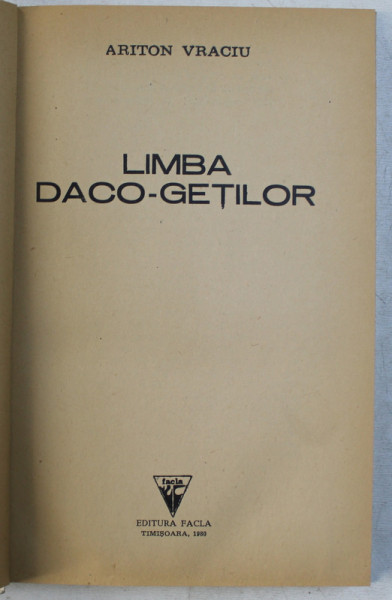 ARITON VRACIU
LIMBA
DACO-GEȚILOR
facla
EDITURA FACLA
TIMIȘOARA, 1980